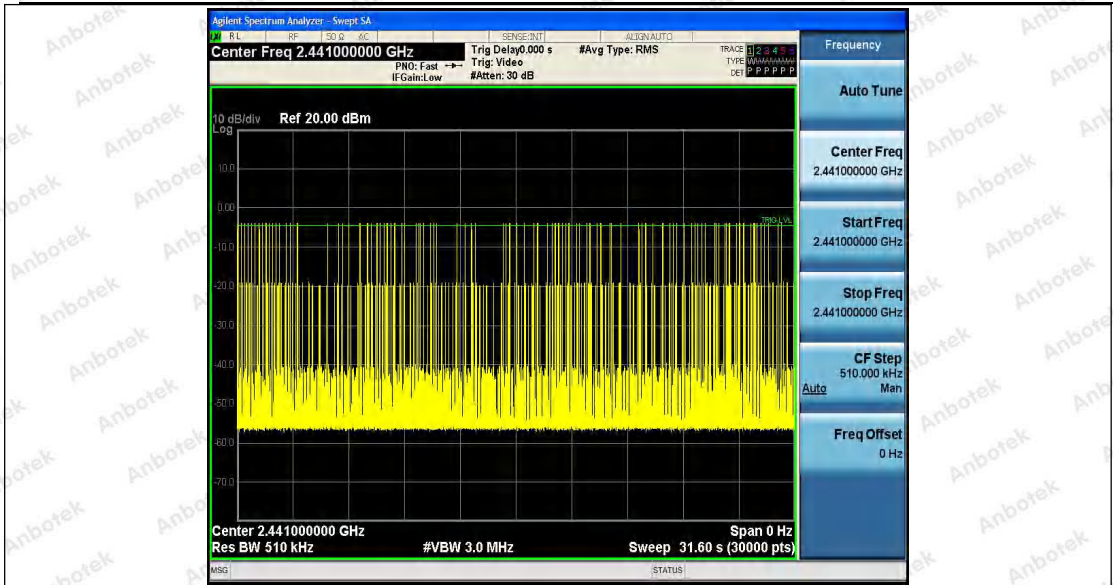 Agilent Spectrum Analyzer - Swept SA
RL RF 50 Ω AC SENSE:INT ALIGNAUTO
Center Freq 2.441000000 GHz
PNO: Fast
IFGain:Low
Trig Delay0.000 s
Trig: Video
#Atten: 30 dB
#Avg Type: RMS
TRACE 1 2 3 4 5 6
TYPE
DET P P P P P P
10 dB/div
Log
Ref 20.00 dBm
10.0
0.00
TRIG LVL
-10.0
-20.0
-30.0
-40.0
-50.0
-60.0
-70.0
Center 2.441000000 GHz
Span 0 Hz
Res BW 510 kHz
#VBW 3.0 MHz
Sweep 31.60 s (30000 pts)
MSG
STATUS
Frequency
Auto Tune
Center Freq
2.441000000 GHz
Start Freq
2.441000000 GHz
Stop Freq
2.441000000 GHz
CF Step
510.000 kHz
Auto Man
Freq Offset
0 Hz
Anbotek